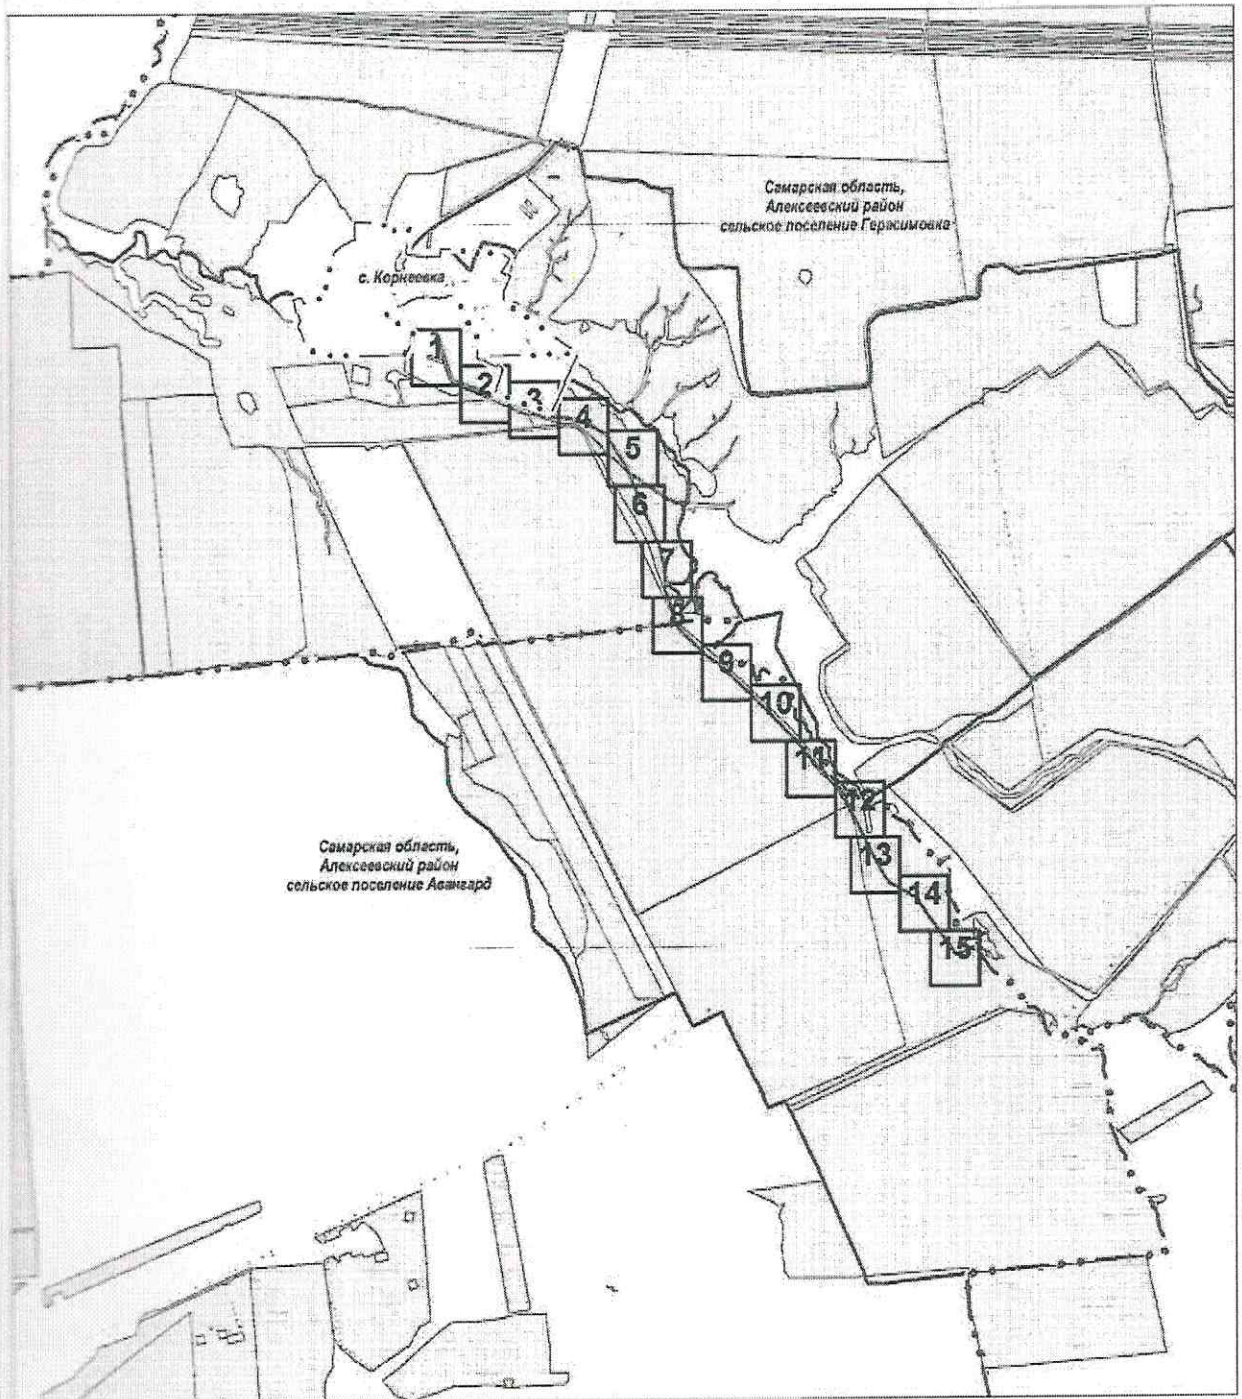 Самарская область,
Алексеевский район
сельское поселение Герасимовка
с. Корнеевка
1
2
3
4
5
6
7
8
9
10
11
12
13
14
15
Самарская область,
Алексеевский район
сельское поселение Авангард